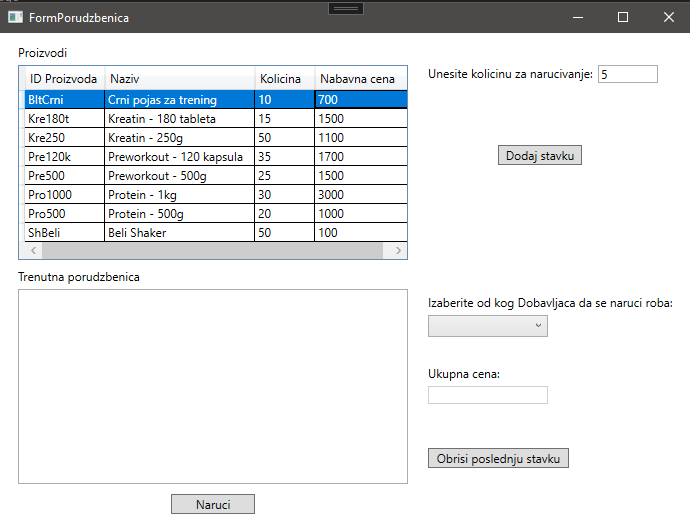 FormPorudzbenica
Proizvodi
ID Proizvoda Naziv Kolicina Nabavna cena
BltCrni Crni pojas za trening 10 700
Kre180t Kreatin - 180 tableta 15 1500
Kre250 Kreatin - 250g 50 1100
Pre120k Preworkout - 120 kapsula 35 1700
Pre500 Preworkout - 500g 25 1500
Pro1000 Protein - 1kg 30 3000
Pro500 Protein - 500g 20 1000
ShBeli Beli Shaker 50 100
Unesite kolicinu za narucivanje: 5
Dodaj stavku
Trenutna porudzbenica
Izaberite od kog Dobavljaca da se naruci roba:
Ukupna cena:
Obrisi poslednju stavku
Naruci